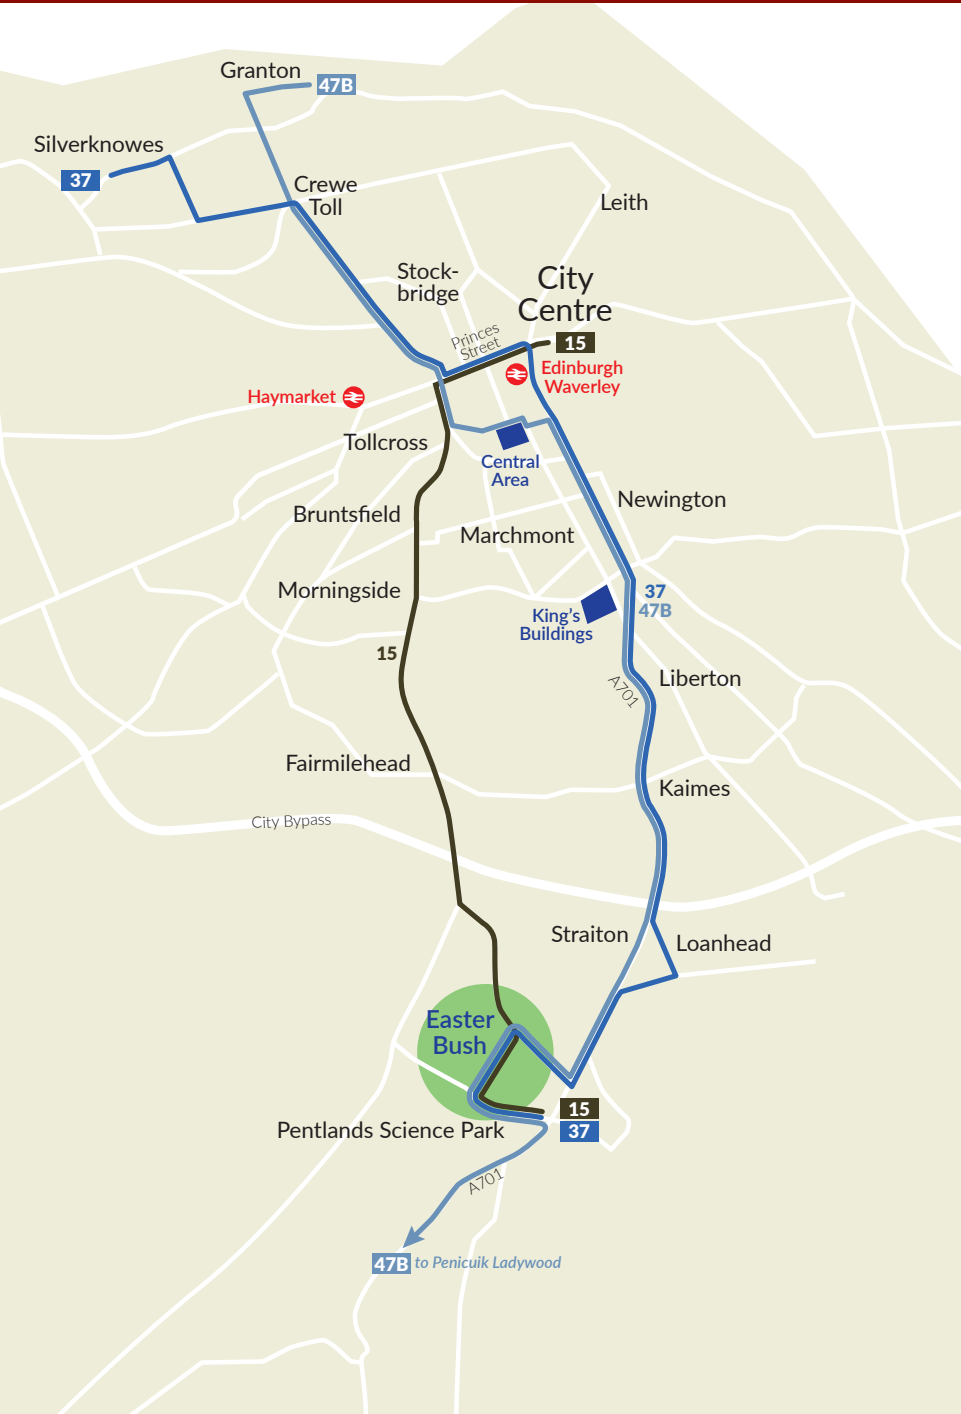 Granton
47B
Silverknowes
37
Crewe
Toll
Leith
Stock-
bridge
City
Centre
Princes
Street
15
Edinburgh
Waverley
Haymarket
Tollcross
Central
Area
Newington
Bruntsfield
Marchmont
Morningside
37
47B
King's
Buildings
15
Liberton
A701
Fairmilehead
Kaimes
City Bypass
Straiton
Loanhead
Easter
Bush
15
37
Pentlands Science Park
A701
47B to Penicuik Ladywood